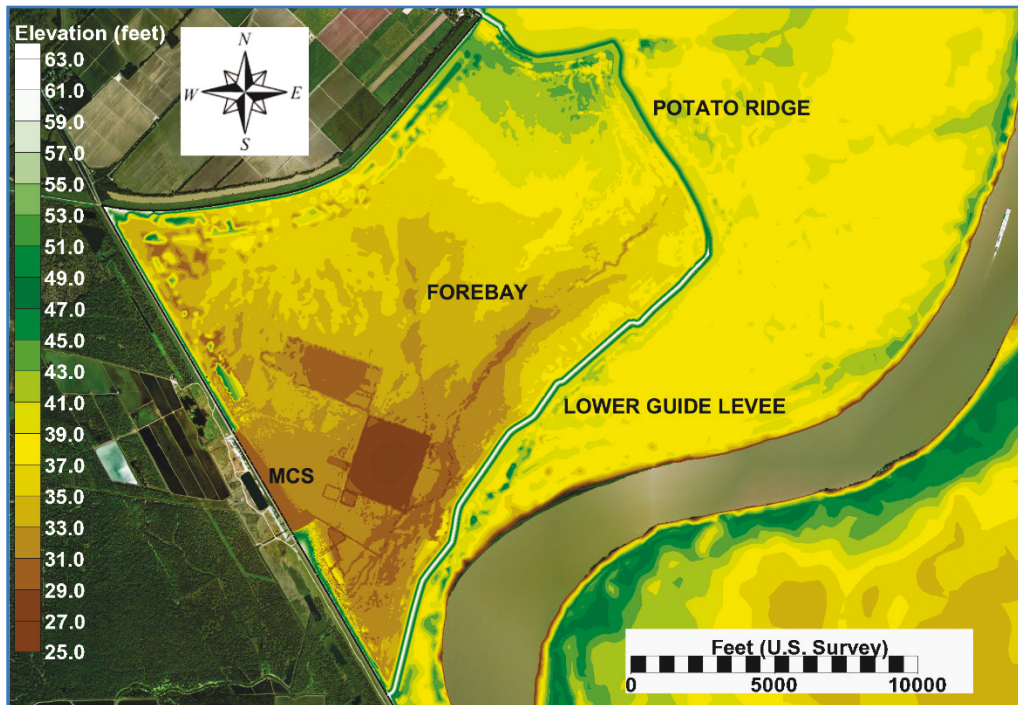 Elevation (feet)
63.0
61.0
59.0
57.0
55.0
53.0
51.0
49.0
47.0
45.0
43.0
41.0
39.0
37.0
35.0
33.0
31.0
29.0
27.0
25.0
N
W E
S
POTATO RIDGE
FOREBAY
LOWER GUIDE LEVEE
MCS
Feet (U.S. Survey)
0 5000 10000